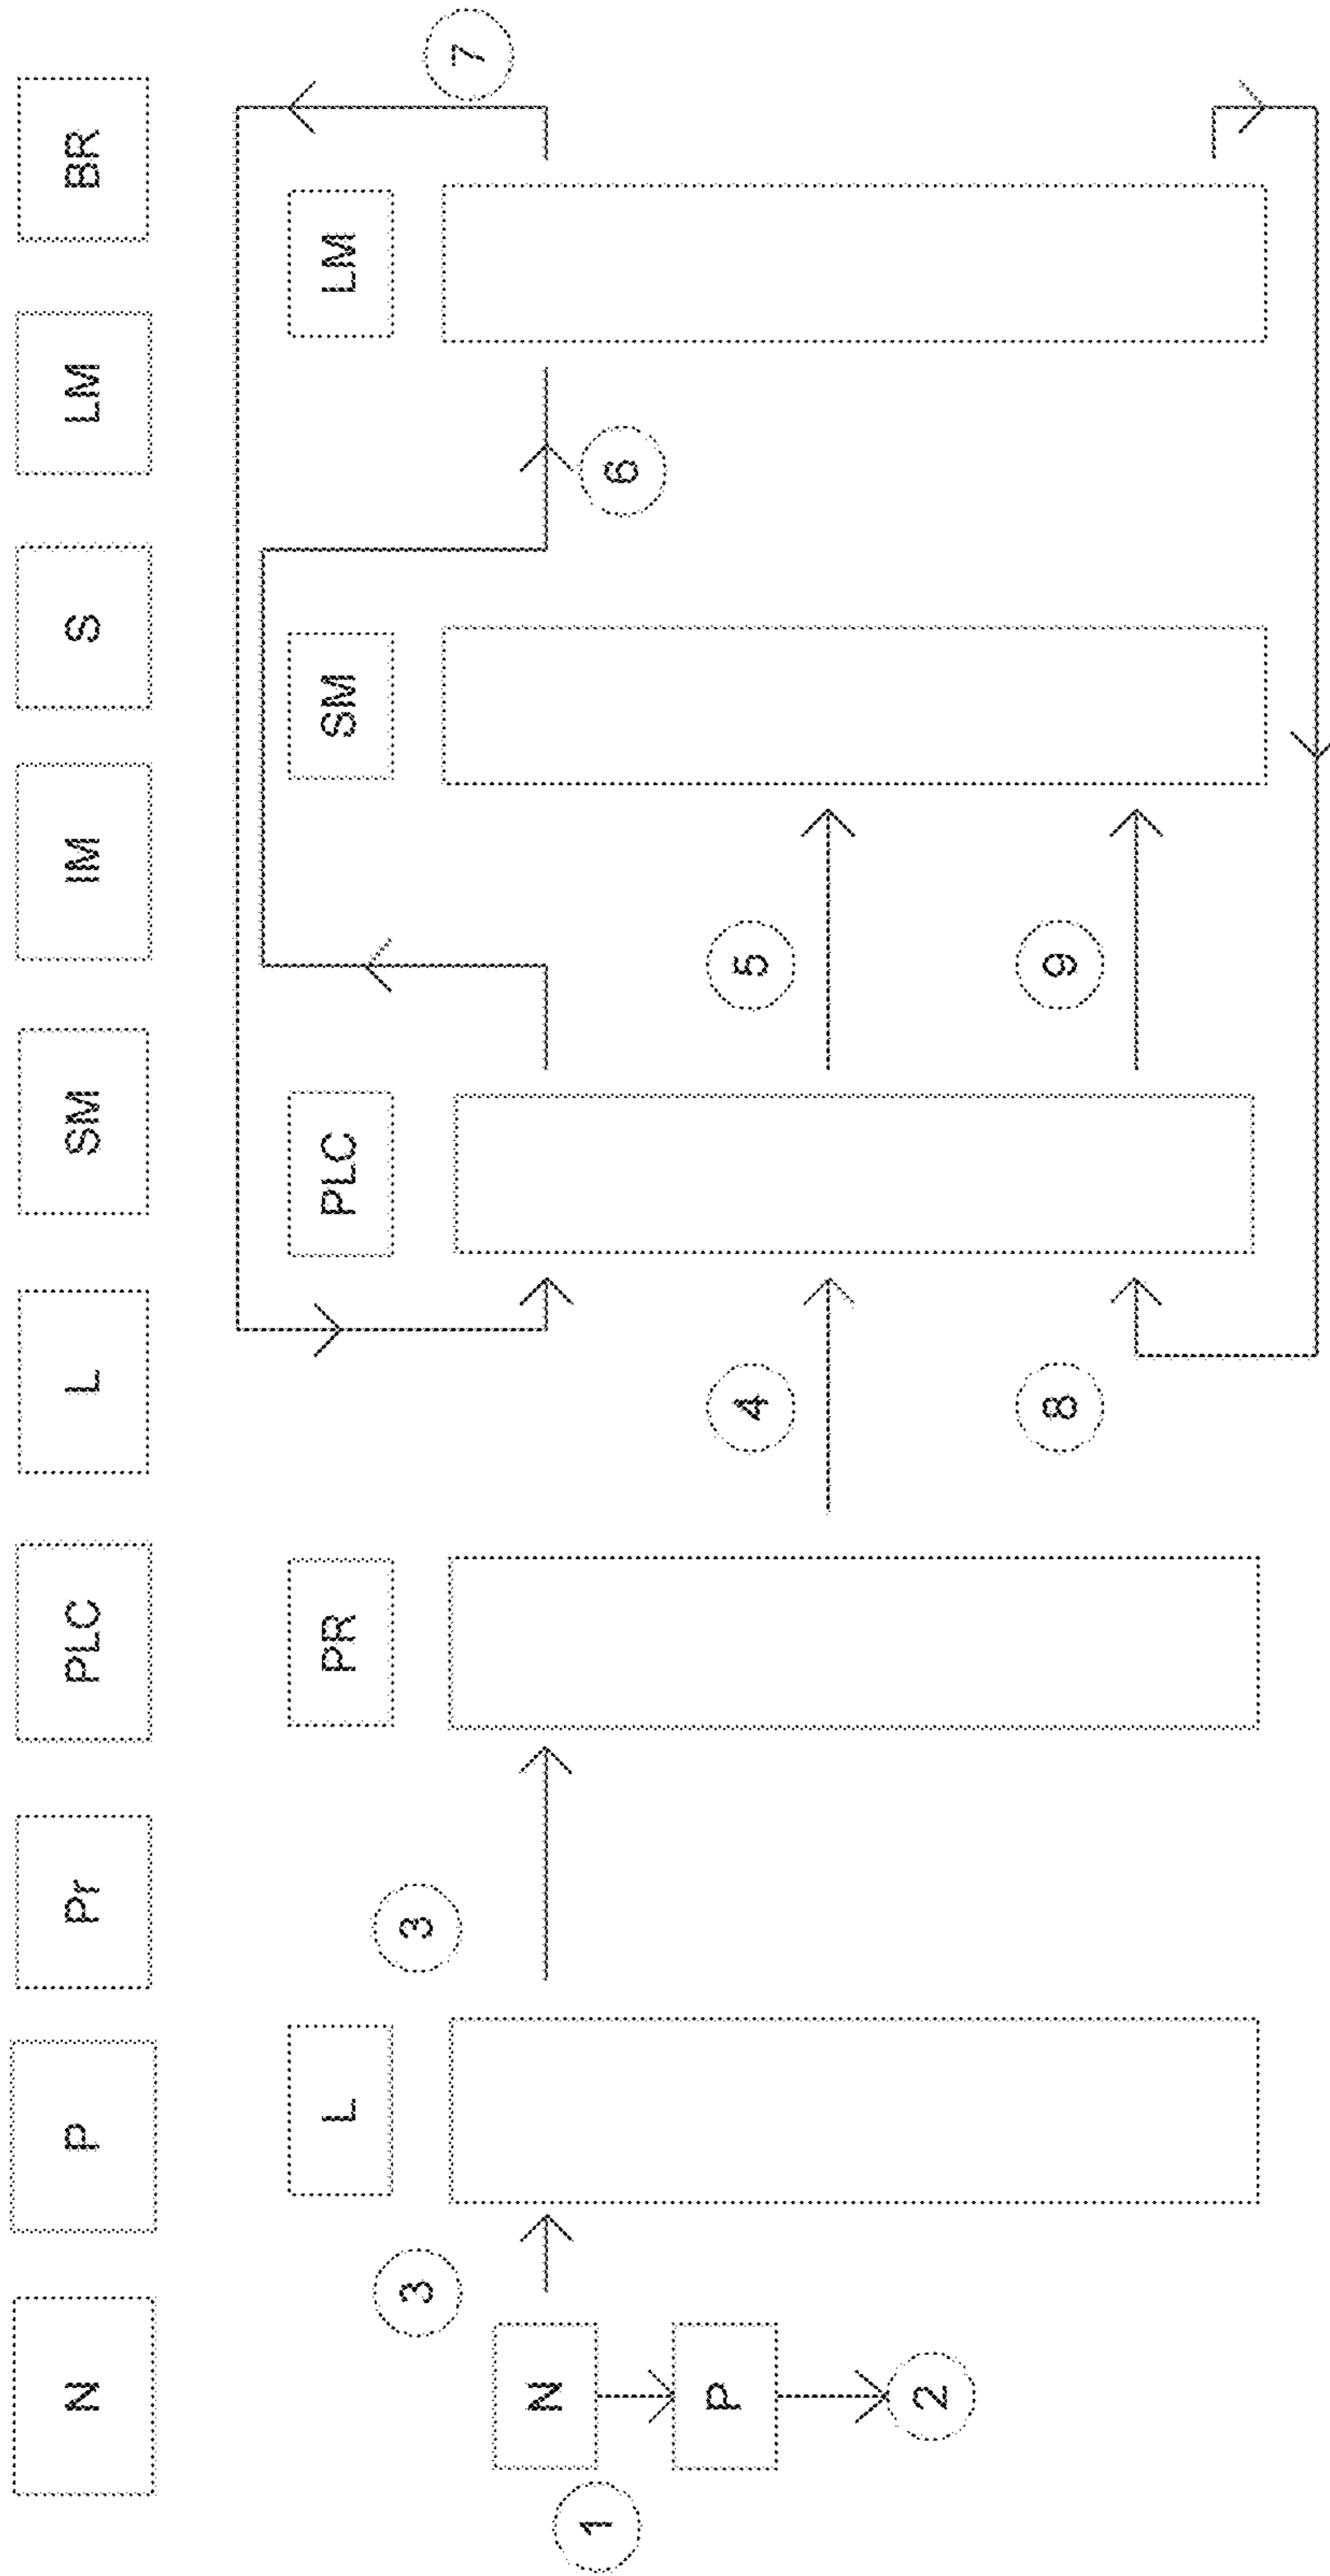 N P Pr PLC L SM IM S LM BR
L PR PLC SM LM
3 3 7
N
1 6
P 4 5
2
8 9